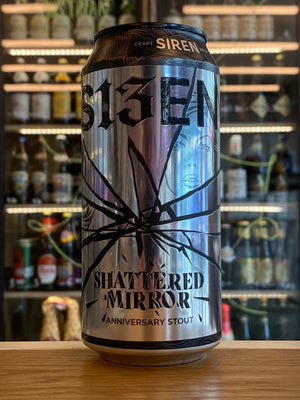 CRAFT SIREN
S13EN
SHATTERED
MIRROR
ANNIVERSARY STOUT